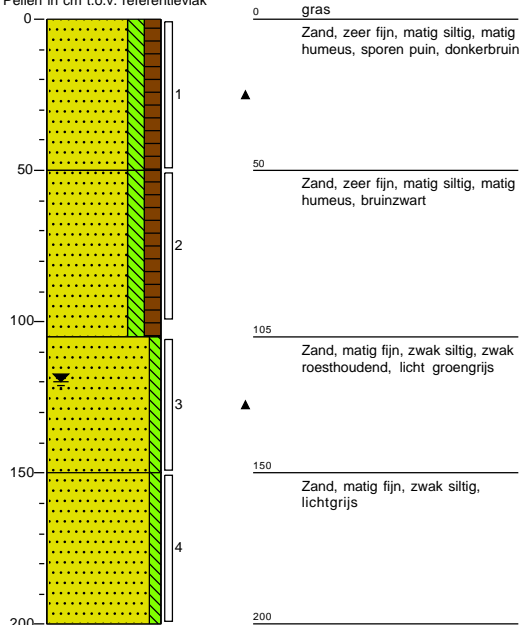 Peilen in cm t.o.v. referentievlak
0
50
100
150
200
1
2
3
4
0
gras
Zand, zeer fijn, matig siltig, matig
humeus, sporen puin, donkerbruin
50
Zand, zeer fijn, matig siltig, matig
humeus, bruinzwart
105
Zand, matig fijn, zwak siltig, zwak
roesthoudend, licht groengrijs
150
Zand, matig fijn, zwak siltig,
lichtgrijs
200